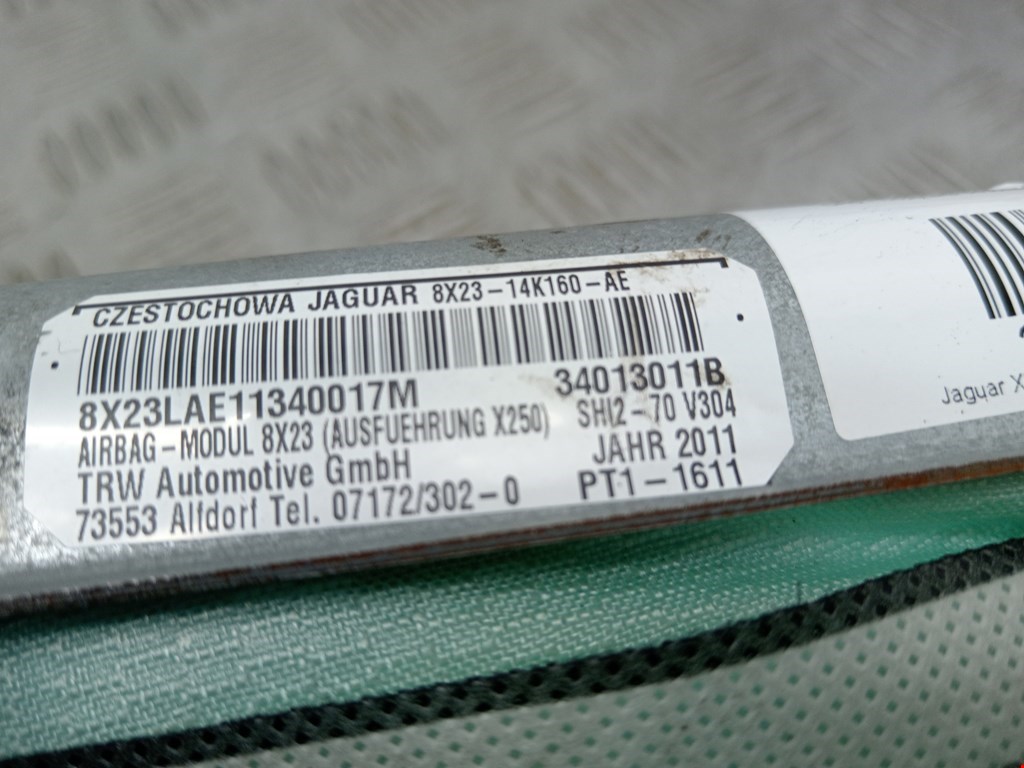 CZESTOCHOWA JAGUAR 8X23-14K160-AE
8X23LAE11340017M 34013011B
AIRBAG-MODUL 8X23 (AUSFUEHRUNG X250) SHI2-70 V304
TRW Automotive GmbH JAHR 2011
73553 Alfdorf Tel. 07172/302-0 PT1-1611
Jaguar